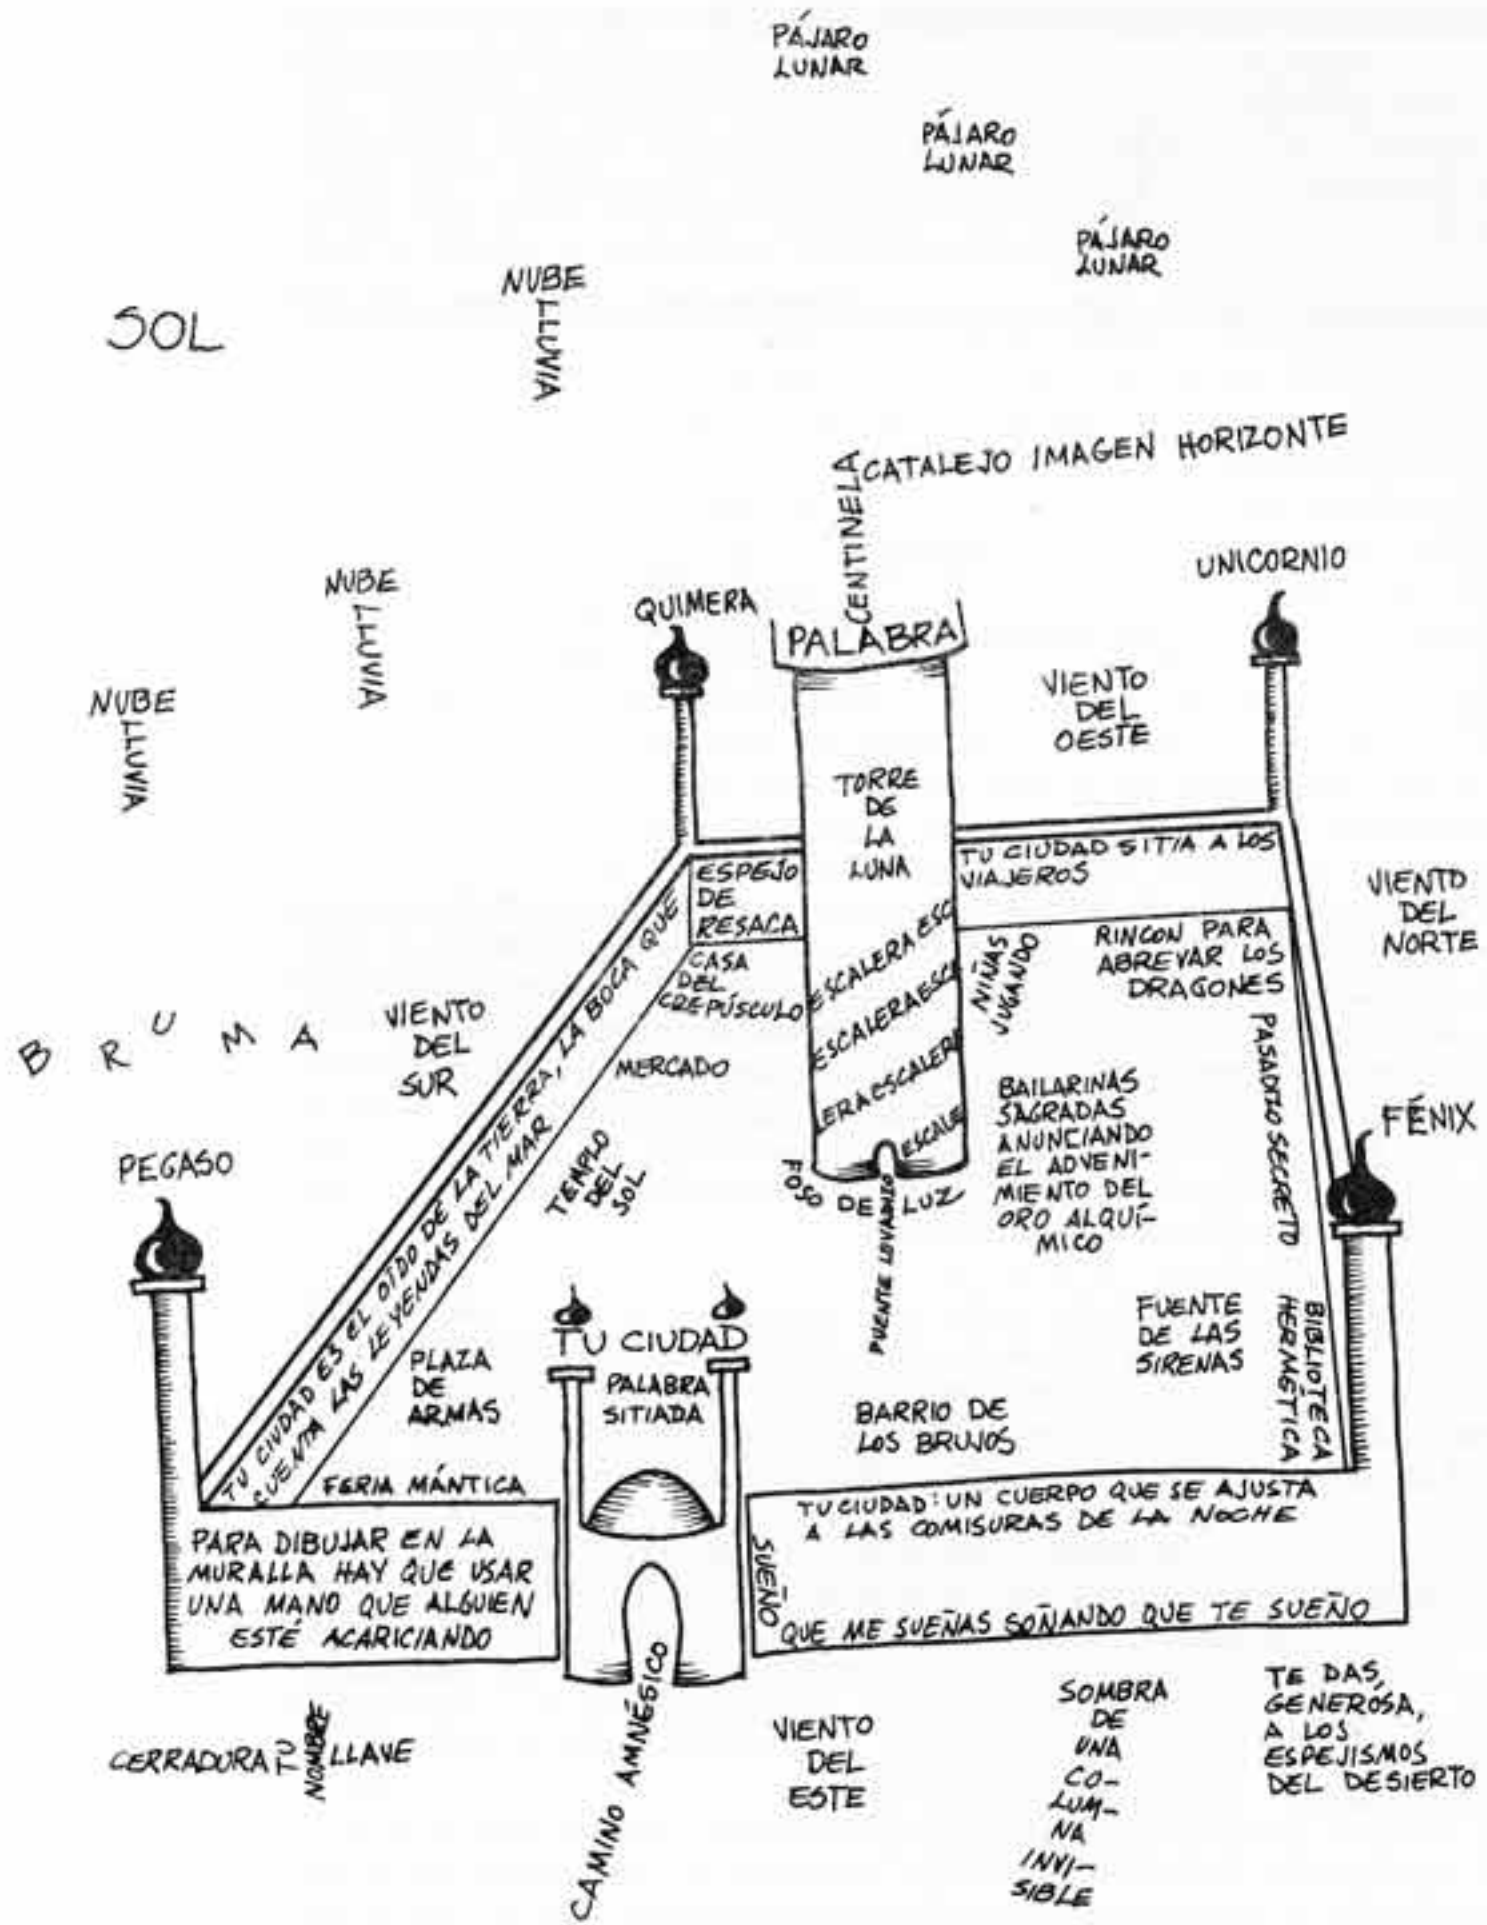 PÁJARO
LUNAR
PÁJARO
LUNAR
PÁJARO
LUNAR
NUBE
LLUVIA
SOL
CATALEJO IMAGEN HORIZONTE
CENTINELA
NUBE
LLUVIA
QUIMERA
UNICORNIO
PALABRA
NUBE
LLUVIA
VIENTO
DEL
OESTE
TORRE
DE
LA
LUNA
ESPEJO
DE
RESACA
TU CIUDAD SITIA A LOS
VIAJEROS
VIENTO
DEL
NORTE
CASA
DEL
CREPÚSCULO
ESCALERA ESC
ESCALERAESCA
ERAESCALERA
ESCALE
NIÑAS
JUGANDO
RINCON PARA
ABREVAR LOS
DRAGONES
BRUMA
VIENTO
DEL
SUR
MERCADO
BAILARINAS
SAGRADAS
ANUNCIANDO
EL ADVENI-
MIENTO DEL
ORO ALQUÍ-
MICO
PASADIZO SECRETO
FÉNIX
PEGASO
TEMPLO
DEL
SOL
FOSO DE LUZ
PUENTE LEVADIZO
TU CIUDAD ES EL OÍDO DE LA TIERRA, LA BOCA QUE
CUENTA LAS LEYENDAS DEL MAR
FUENTE
DE LAS
SIRENAS
BIBLIOTECA
HERMÉTICA
TU CIUDAD
PALABRA
SITIADA
PLAZA
DE
ARMAS
BARRIO DE
LOS BRUJOS
FERIA MÁNTICA
PARA DIBUJAR EN LA
MURALLA HAY QUE USAR
UNA MANO QUE ALGUIEN
ESTÉ ACARICIANDO
TU CIUDAD: UN CUERPO QUE SE AJUSTA
A LAS COMISURAS DE LA NOCHE
SUEÑO
QUE ME SUEÑAS SOÑANDO QUE TE SUEÑO
CERRADURA TU NOMBRE LLAVE
CAMINO AMNÉSICO
VIENTO
DEL
ESTE
SOMBRA
DE
UNA
CO-
LUM-
NA
INVI-
SIBLE
TE DAS,
GENEROSA,
A LOS
ESPEJISMOS
DEL DESIERTO